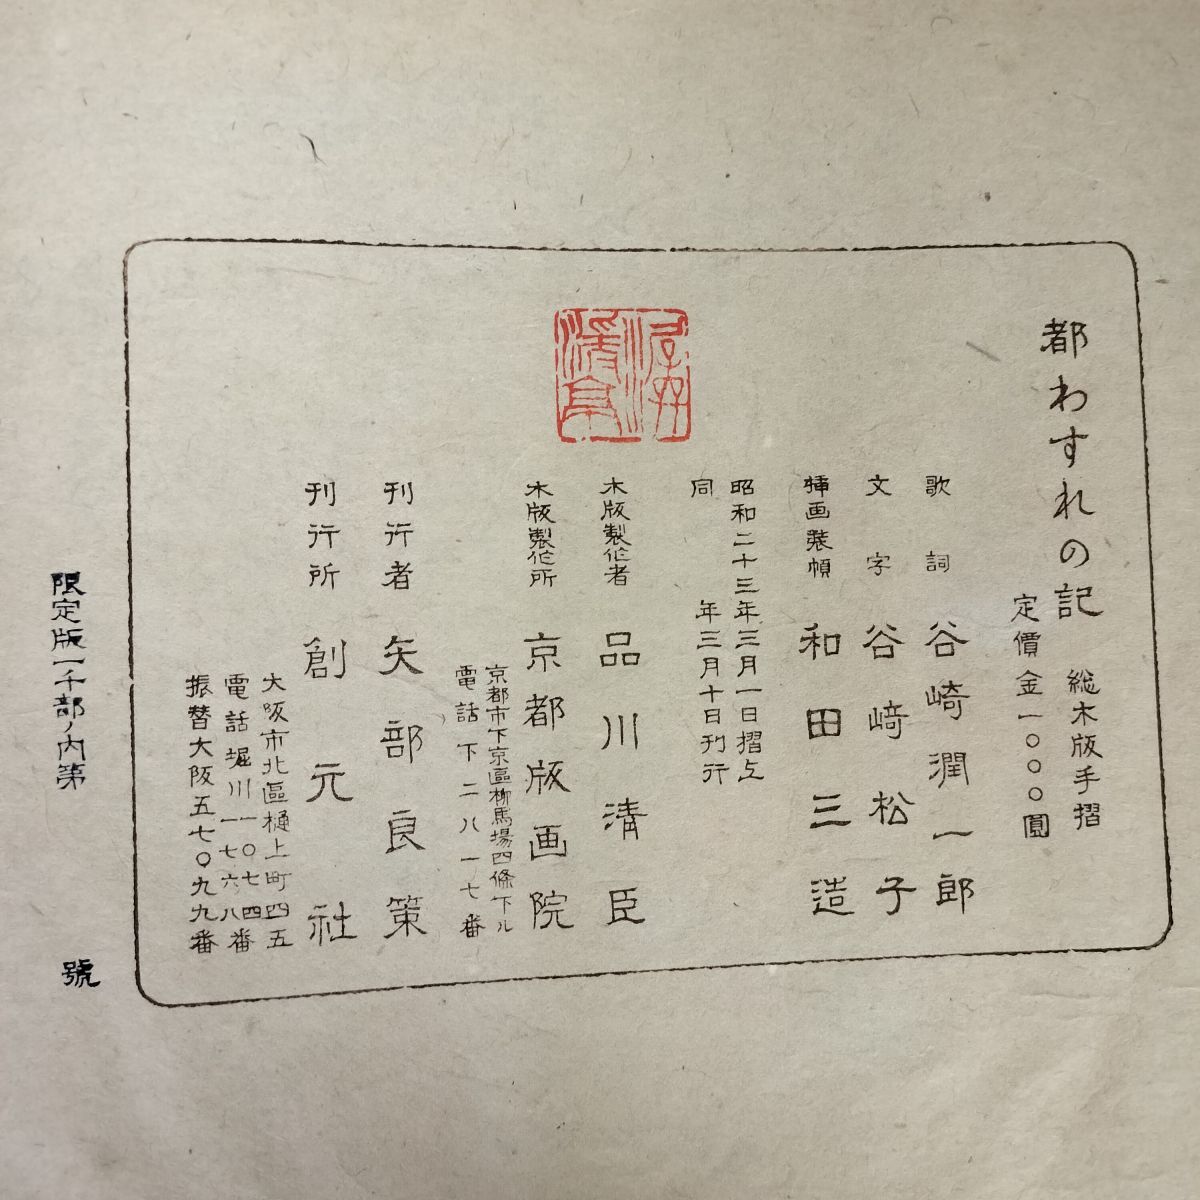 都わすれの記 総木版手摺
定價金一〇〇〇圓
歌詞 谷崎潤一郎
文字 谷崎松子
挿画装幀 和田三造
昭和二十三年三月一日摺上
同 年三月十日刊行
木版製作者 品川清臣
木版製作所 京都版画院
京都市下京區柳馬場四條下ル
電話下二八一七番
刊行者 矢部良策
刊行所 創元社
大阪市北區樋上町四五
電話堀川一〇七四番
一七六八
振替大阪五七〇九九番
限定版一千部ノ内第 號